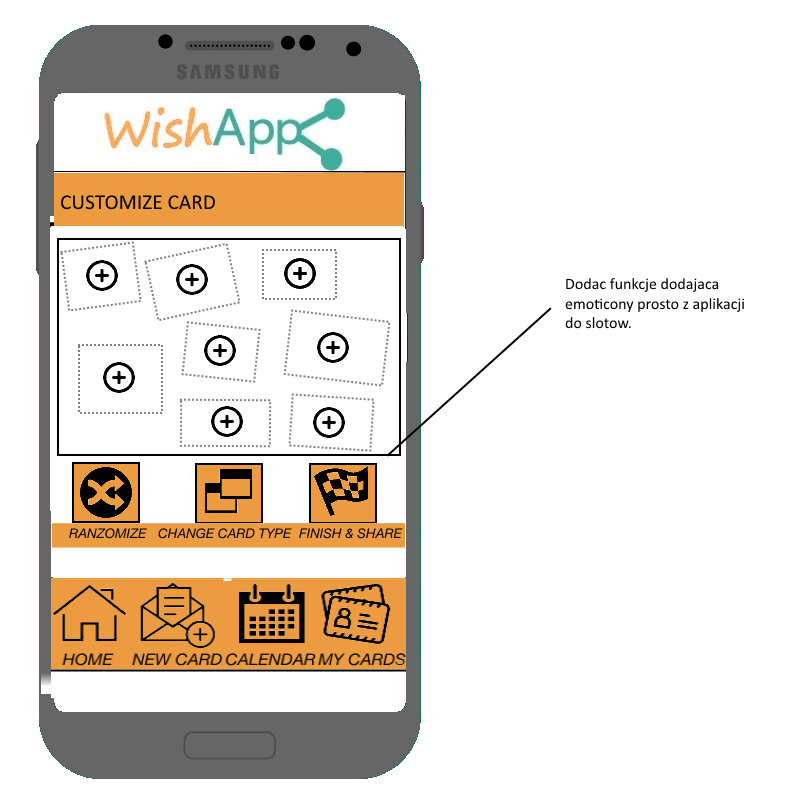 SAMSUNG
WishApp
CUSTOMIZE CARD
Dodac funkcje dodajaca
emoticony prosto z aplikacji
do slotow.
RANZOMIZE CHANGE CARD TYPE FINISH & SHARE
HOME NEW CARD CALENDAR MY CARDS